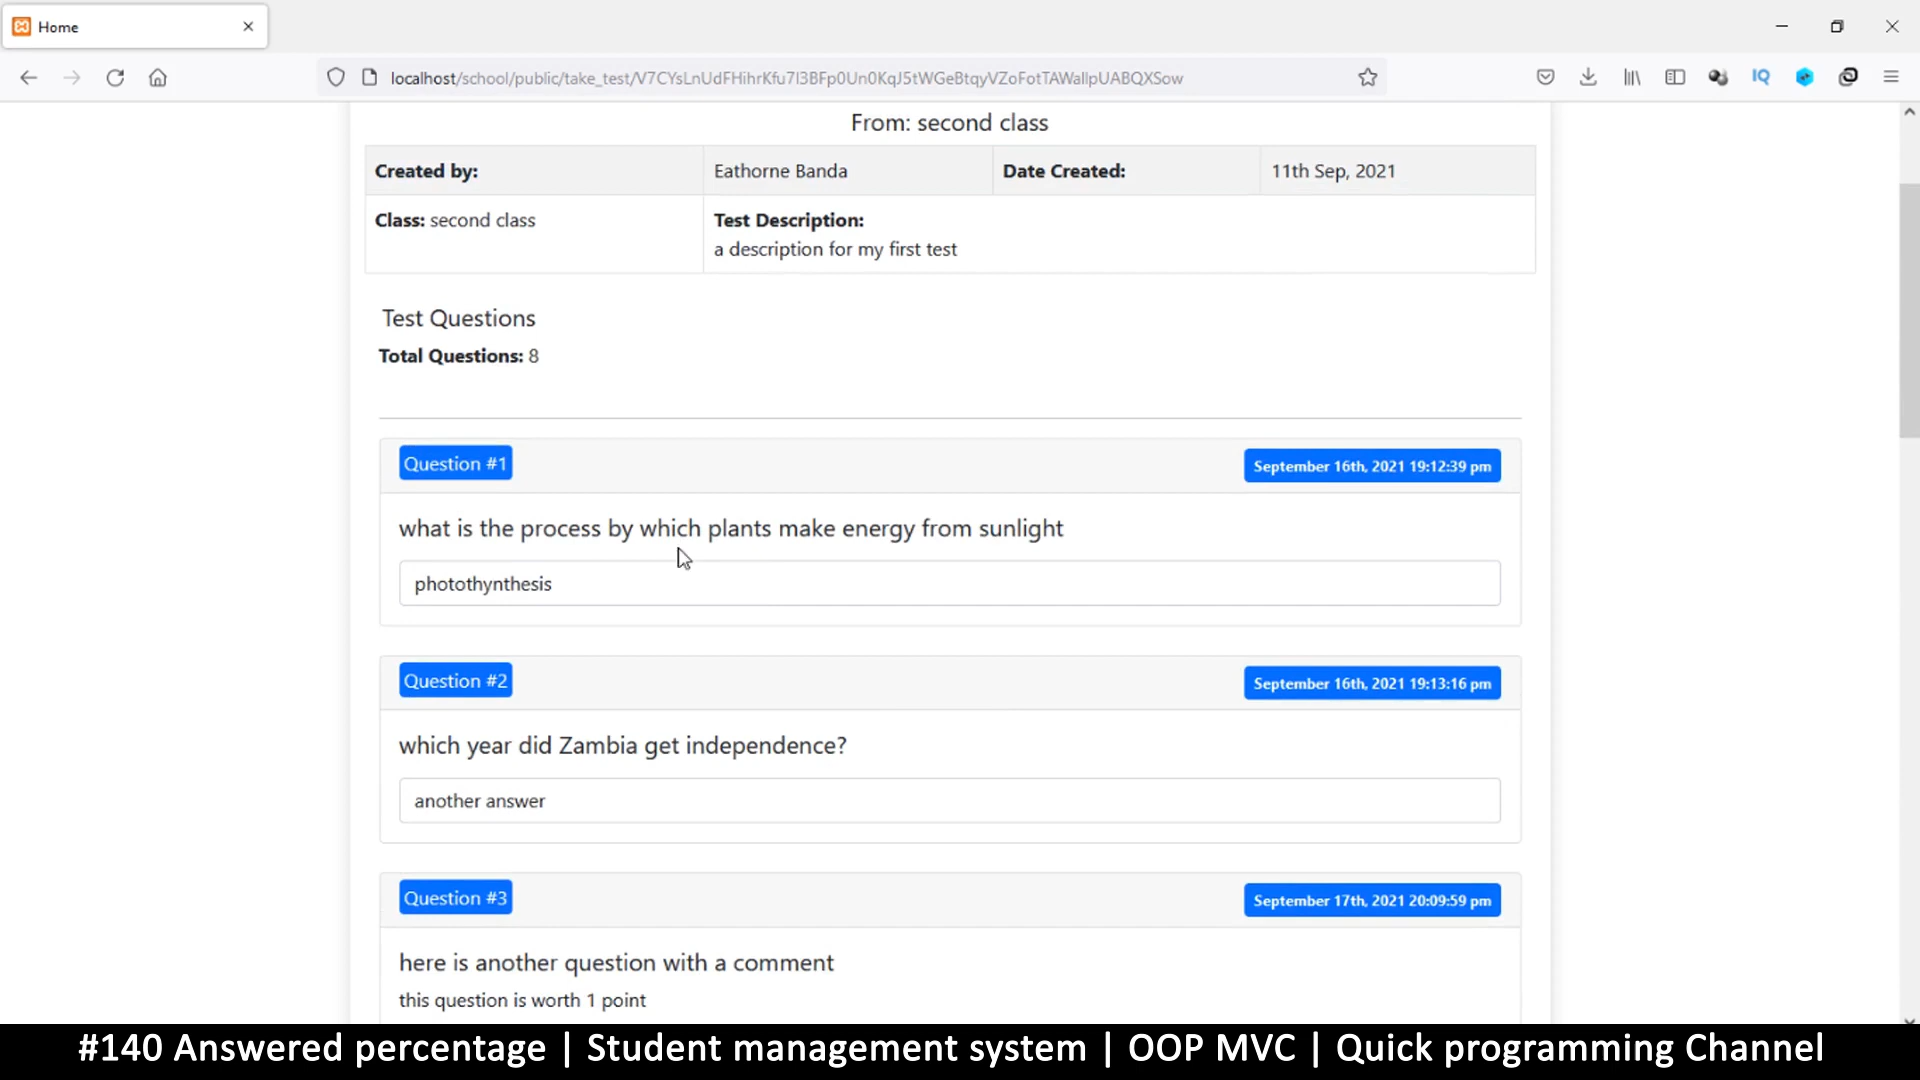 Home
localhost/school/public/take_test/V7CYsLnUdFHihrKfu7I3BFp0Un0KqJ5tWGeBtqyVZoFotTAWallpUABQXSow
IQ
From: second class
Created by: Eathorne Banda Date Created: 11th Sep, 2021
Class: second class Test Description:
a description for my first test
Test Questions
Total Questions: 8
Question #1 September 16th, 2021 19:12:39 pm
what is the process by which plants make energy from sunlight
photothynthesis
Question #2 September 16th, 2021 19:13:16 pm
which year did Zambia get independence?
another answer
Question #3 September 17th, 2021 20:09:59 pm
here is another question with a comment
this question is worth 1 point
#140 Answered percentage | Student management system | OOP MVC | Quick programming Channel